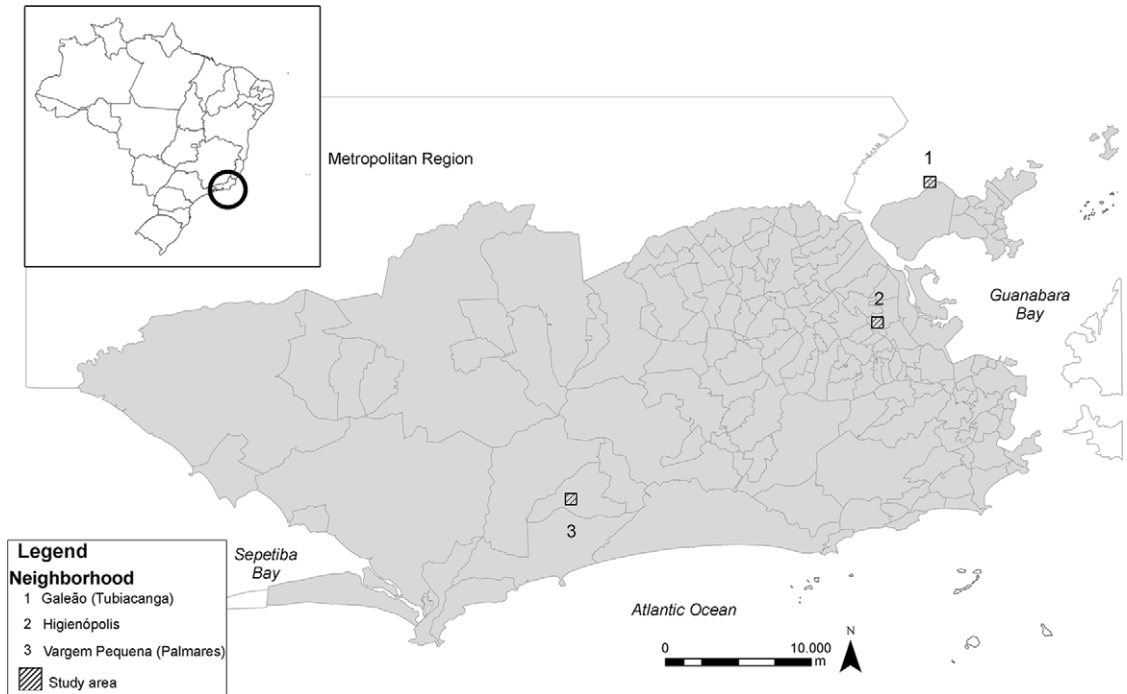 Metropolitan Region
1
2
Guanabara
Bay
3
Legend
Neighborhood
1 Galeão (Tubiacanga)
2 Higienópolis
3 Vargem Pequena (Palmares)
Study area
Sepetiba
Bay
Atlantic Ocean
0 10.000
m
N